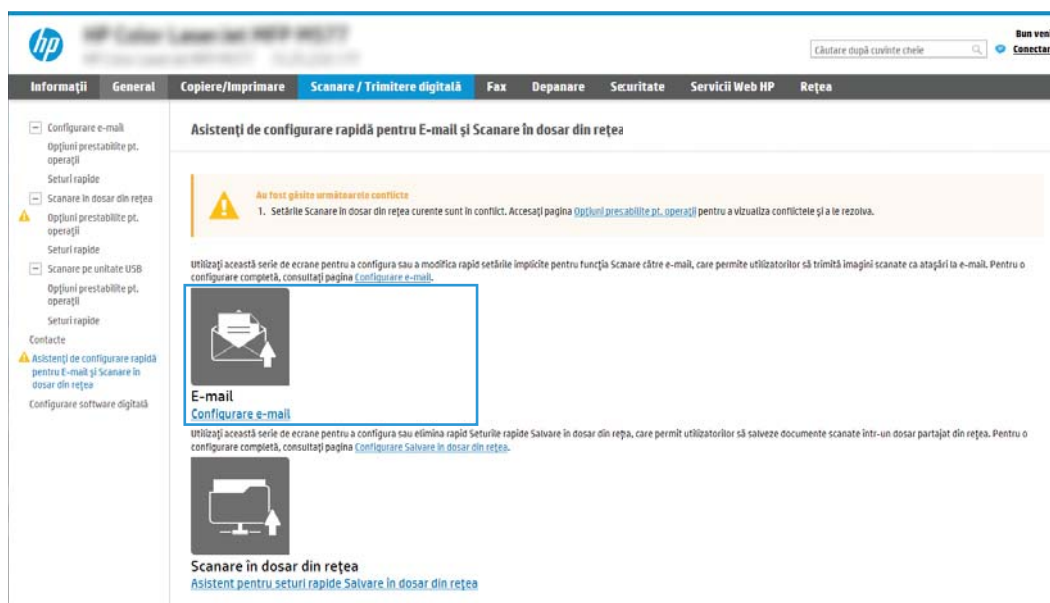 hp
Bun veni
Căutare după cuvinte cheie
Conectar
Informații General Copiere/Imprimare Scanare / Trimitere digitală Fax Depanare Securitate Servicii Web HP Rețea
Configurare e-mail
Opțiuni prestabilite pt.
operații
Seturi rapide
Scanare în dosar din rețea
Opțiuni prestabilite pt.
operații
Seturi rapide
Scanare pe unitate USB
Opțiuni prestabilite pt.
operații
Seturi rapide
Contacte
Asistenți de configurare rapidă
pentru E-mail și Scanare în
dosar din rețea
Configurare software digitală
Asistenți de configurare rapidă pentru E-mail și Scanare în dosar din rețea
Au fost găsite următoarele conflicte
1. Setările Scanare în dosar din rețea curente sunt în conflict. Accesați pagina Opțiuni presabilite pt. operații pentru a vizualiza conflictele și a le rezolva.
Utilizați această serie de ecrane pentru a configura sau a modifica rapid setările implicite pentru funcția Scanare către e-mail, care permite utilizatorilor să trimită imagini scanate ca atașări la e-mail. Pentru o
configurare completă, consultați pagina Configurare e-mail.
E-mail
Configurare e-mail
Utilizați această serie de ecrane pentru a configura sau elimina rapid Seturile rapide Salvare în dosar din reția, care permit utilizatorilor să salveze documente scanate într-un dosar partajat din rețea. Pentru o
configurare completă, consultați pagina Configurare Salvare în dosar din rețea.
Scanare în dosar din rețea
Asistent pentru seturi rapide Salvare în dosar din rețea